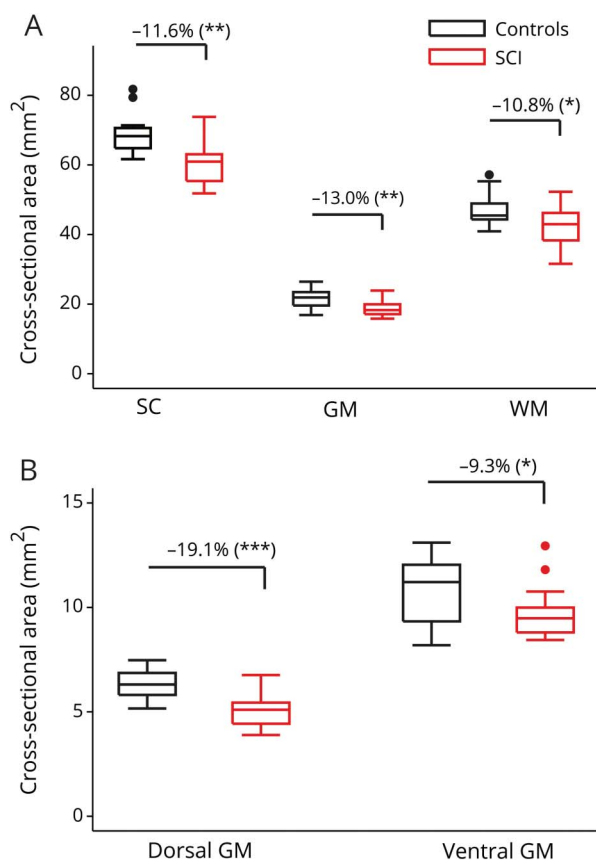 A
–11.6% (**)
Controls
SCI
–10.8% (*)
–13.0% (**)
Cross-sectional area (mm²)
80
60
40
20
0
SC GM WM
B
–9.3% (*)
–19.1% (***)
Cross-sectional area (mm²)
15
10
5
0
Dorsal GM Ventral GM